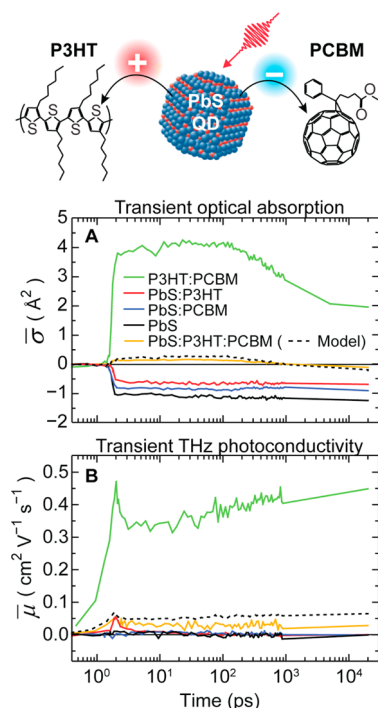 P3HT
PCBM
+
−
PbS
QD
S
S
S
S
O
O
Transient optical absorption
A
σ̅ ( Å² )
5
4
3
2
1
0
−1
−2
P3HT:PCBM
PbS:P3HT
PbS:PCBM
PbS
PbS:P3HT:PCBM ( --- Model)
Transient THz photoconductivity
B
μ̅ ( cm² V⁻¹ s⁻¹ )
0.5
0.4
0.3
0.2
0.1
0.0
10⁰ 10¹ 10² 10³ 10⁴
Time (ps)